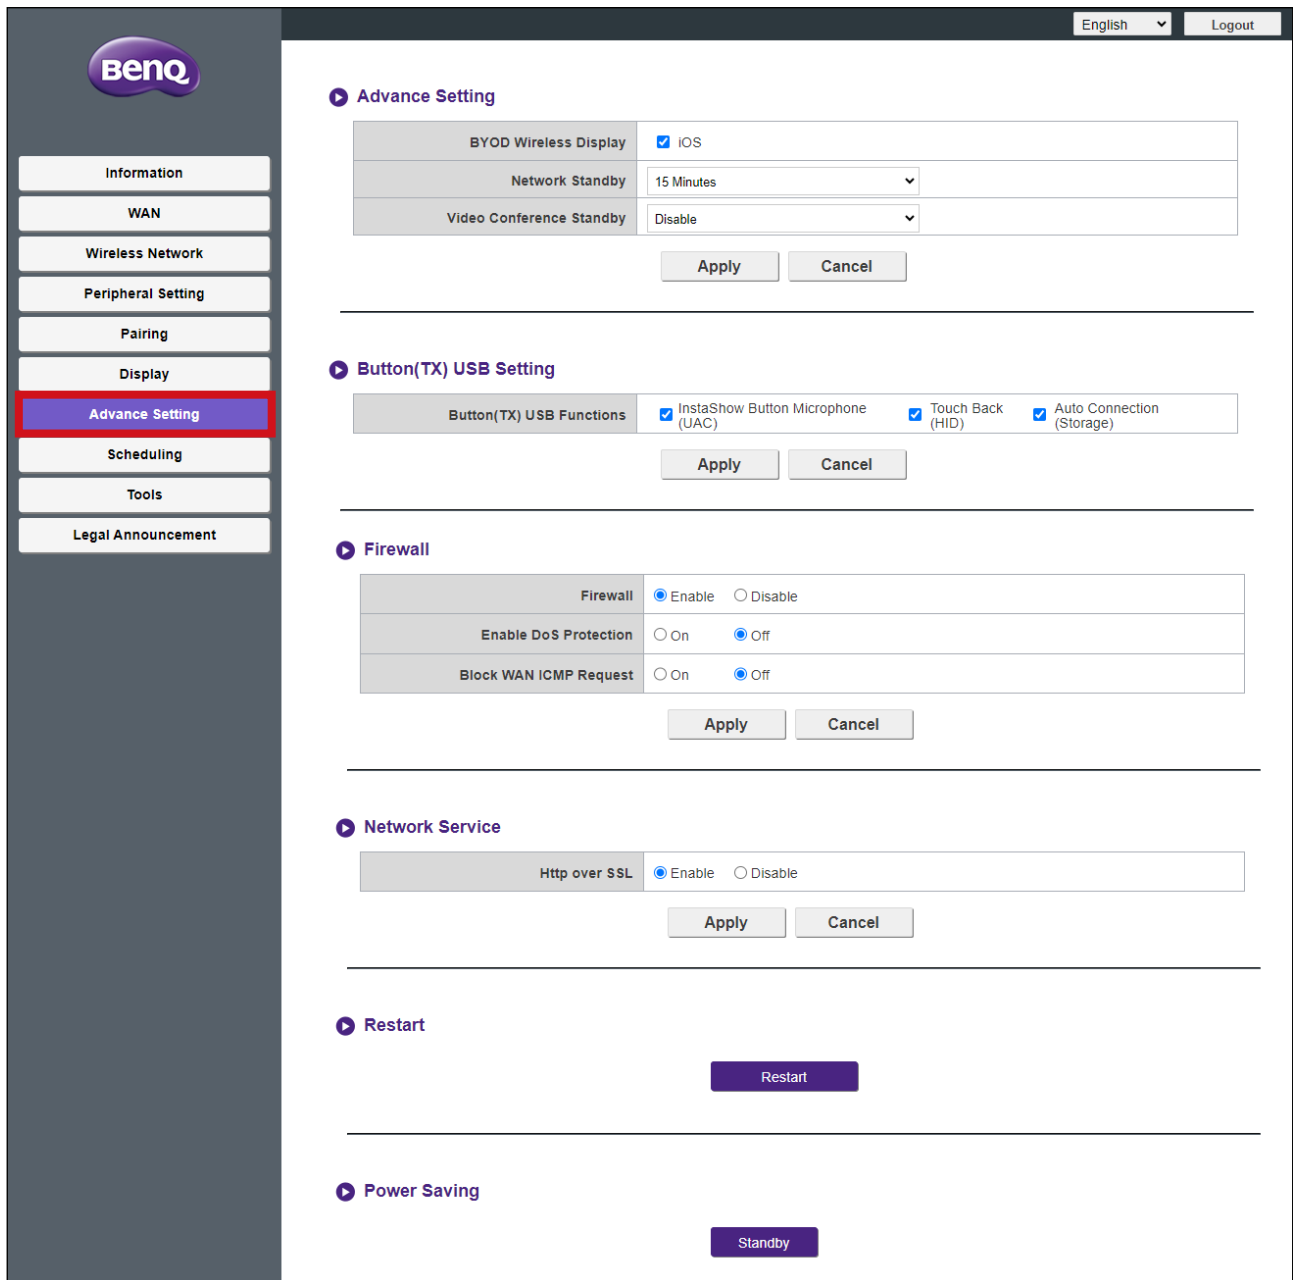 English
Logout
BenQ
Information
WAN
Wireless Network
Peripheral Setting
Pairing
Display
Advance Setting
Scheduling
Tools
Legal Announcement
Advance Setting
BYOD Wireless Display
iOS
Network Standby
15 Minutes
Video Conference Standby
Disable
Apply
Cancel
Button(TX) USB Setting
Button(TX) USB Functions
InstaShow Button Microphone
(UAC)
Touch Back
(HID)
Auto Connection
(Storage)
Apply
Cancel
Firewall
Firewall
Enable
Disable
Enable DoS Protection
On
Off
Block WAN ICMP Request
On
Off
Apply
Cancel
Network Service
Http over SSL
Enable
Disable
Apply
Cancel
Restart
Restart
Power Saving
Standby